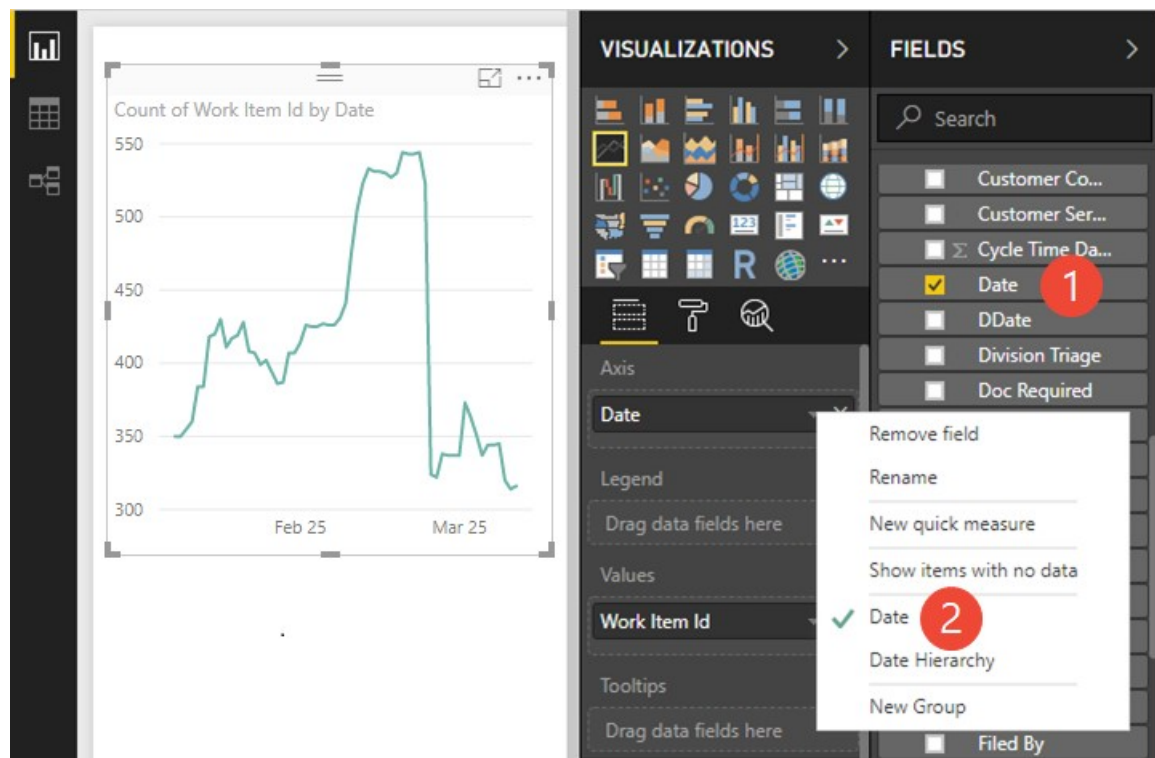 Count of Work Item Id by Date
550
500
450
400
350
300
Feb 25
Mar 25
VISUALIZATIONS
123
R
Axis
Date
Legend
Drag data fields here
Values
Work Item Id
Tooltips
Drag data fields here
FIELDS
Search
Customer Co...
Customer Ser...
Σ Cycle Time Da...
Date
1
DDate
Division Triage
Doc Required
Remove field
Rename
New quick measure
Show items with no data
Date
2
Date Hierarchy
New Group
Filed By